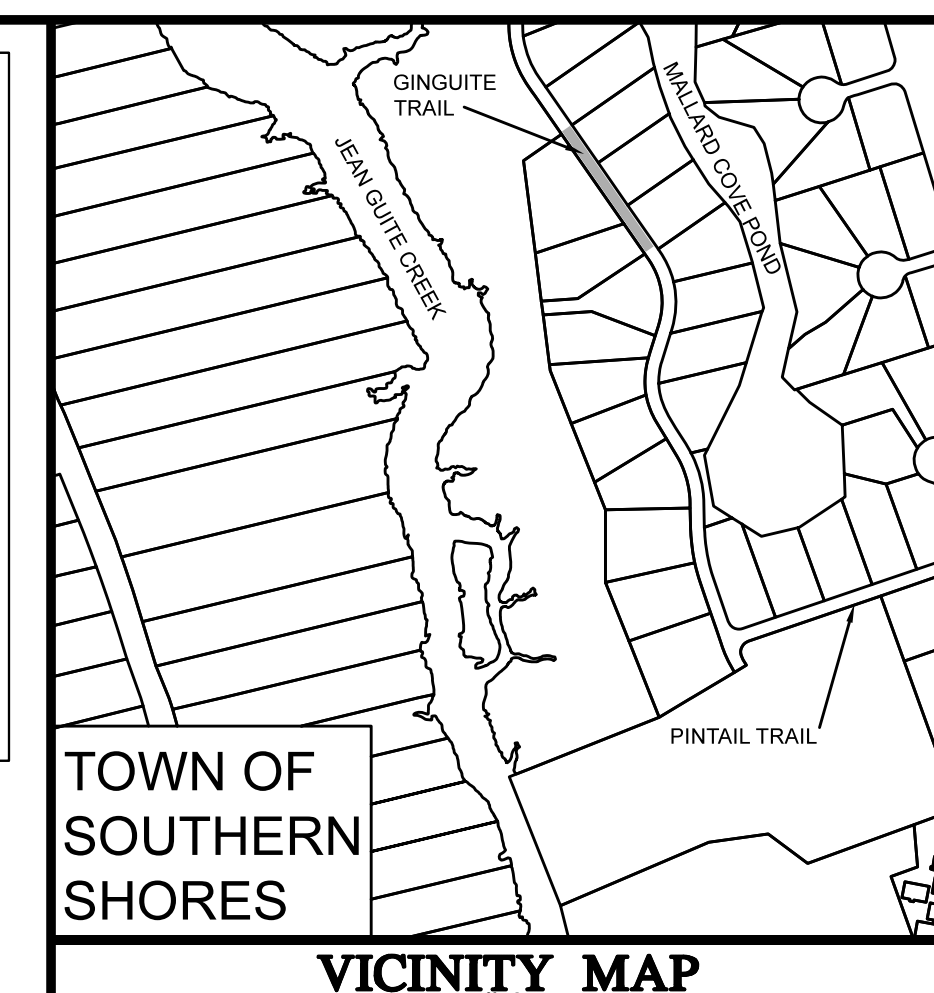 GINGUITE
TRAIL
MALLARD COVE POND
JEAN GUITE CREEK
PINTAIL TRAIL
TOWN OF
SOUTHERN
SHORES
VICINITY MAP